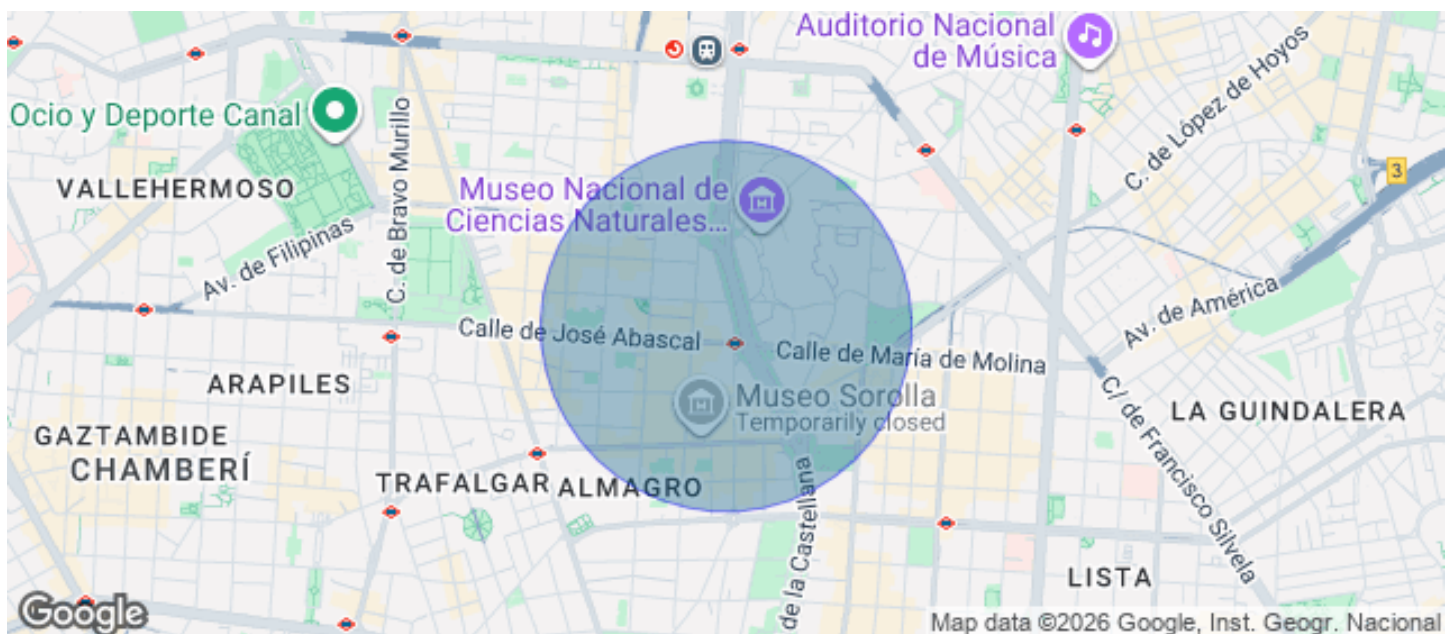 Auditorio Nacional
de Música
Ocio y Deporte Canal
C. de Bravo Murillo
C. de López de Hoyos
3
VALLEHERMOSO
Museo Nacional de
Ciencias Naturales...
Av. de Filipinas
Av. de América
Calle de José Abascal
Calle de María de Molina
ARAPILES
Museo Sorolla
Temporarily closed
C/ de Francisco Silvela
LA GUINDALERA
GAZTAMBIDE
CHAMBERÍ
TRAFALGAR
ALMAGRO
de la Castellana
LISTA
Google
Map data ©2026 Google, Inst. Geogr. Nacional